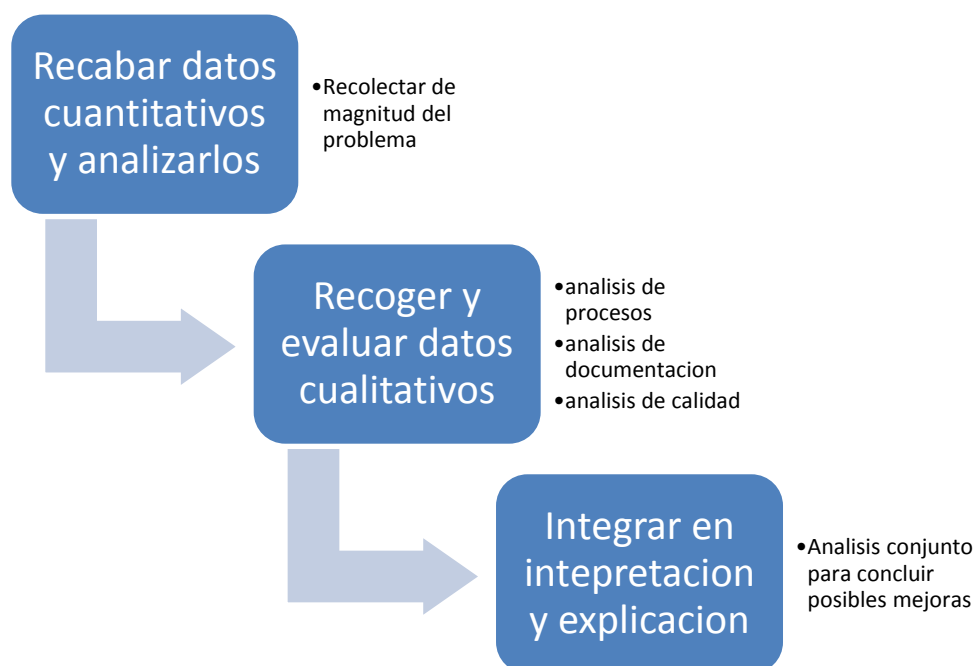 Recabar datos
cuantitativos
y analizarlos
•Recolectar de
magnitud del
problema
Recoger y
evaluar datos
cualitativos
•analisis de
procesos
•analisis de
documentacion
•analisis de calidad
Integrar en
intepretacion
y explicacion
•Analisis conjunto
para concluir
posibles mejoras